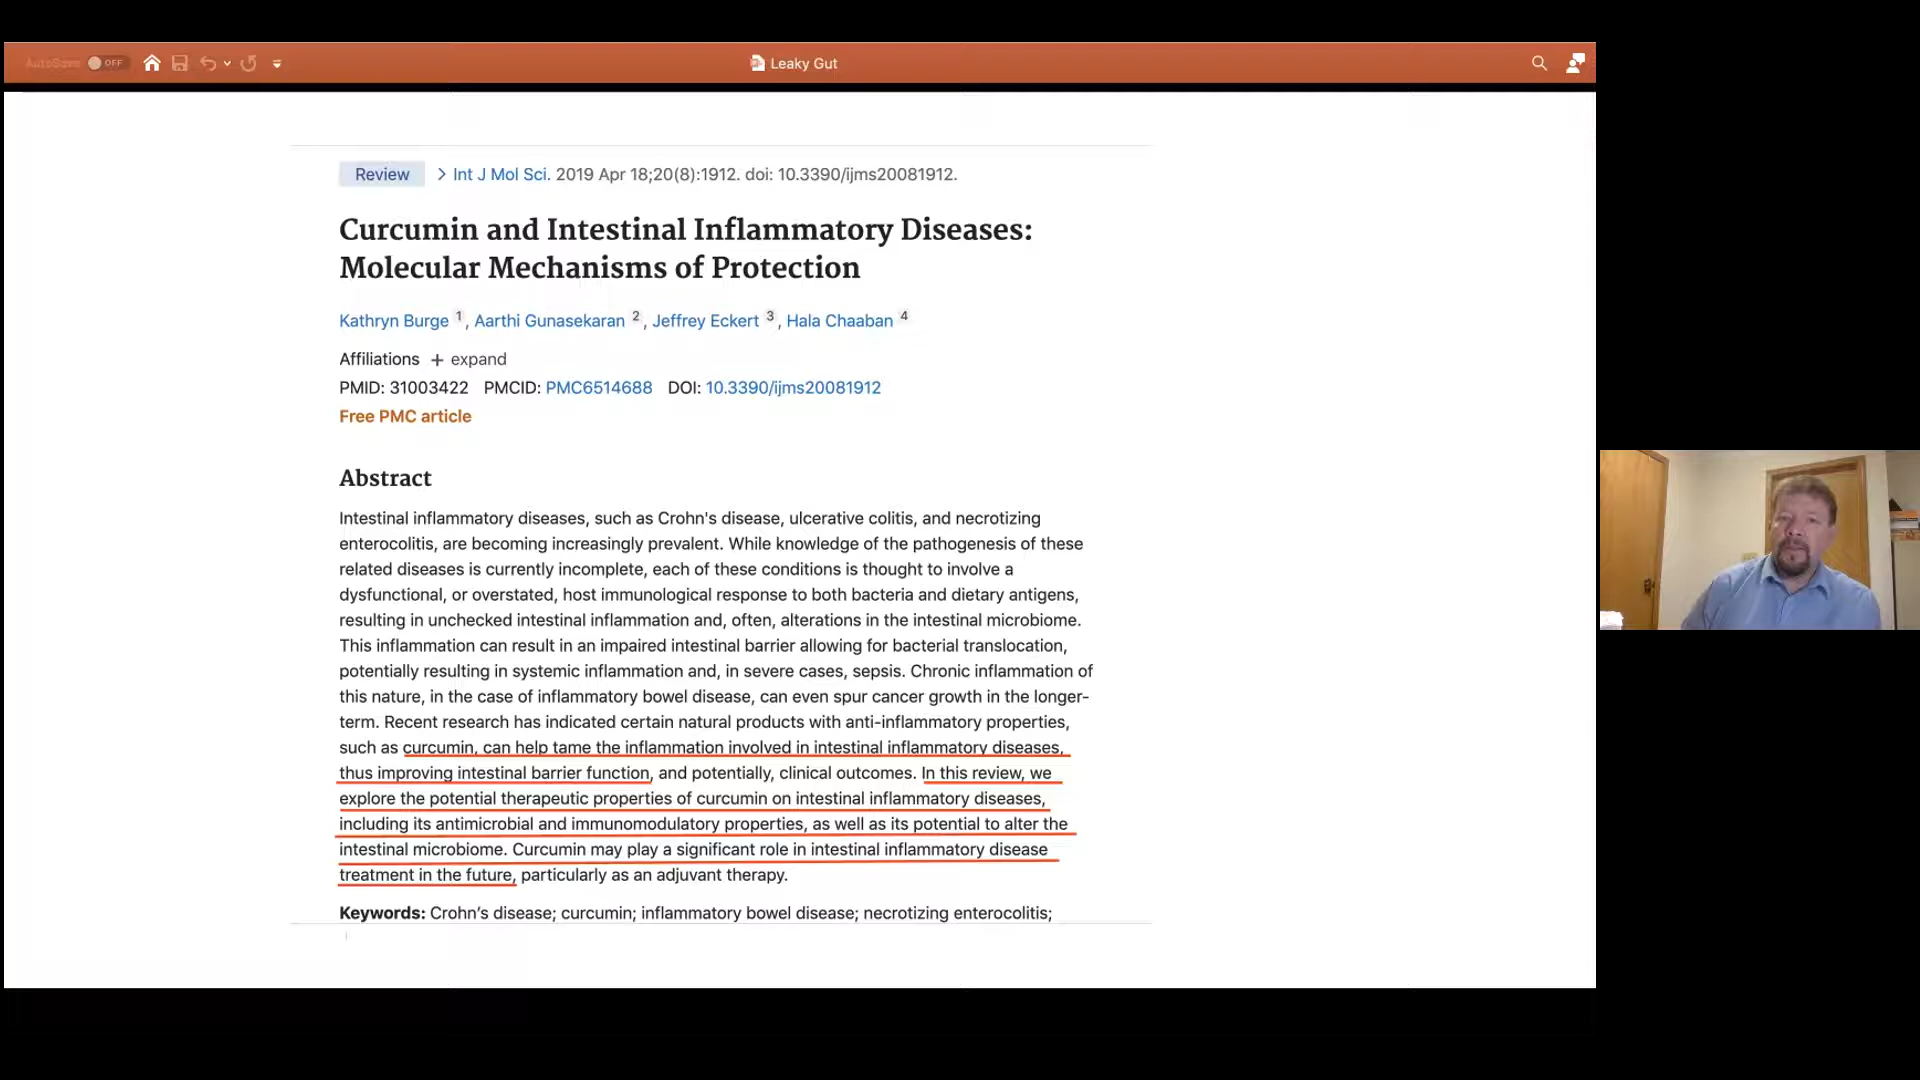 AutoSave OFF
Leaky Gut
Review > Int J Mol Sci. 2019 Apr 18;20(8):1912. doi: 10.3390/ijms20081912.
Curcumin and Intestinal Inflammatory Diseases:
Molecular Mechanisms of Protection
Kathryn Burge 1, Aarthi Gunasekaran 2, Jeffrey Eckert 3, Hala Chaaban 4
Affiliations + expand
PMID: 31003422 PMCID: PMC6514688 DOI: 10.3390/ijms20081912
Free PMC article
Abstract
Intestinal inflammatory diseases, such as Crohn's disease, ulcerative colitis, and necrotizing
enterocolitis, are becoming increasingly prevalent. While knowledge of the pathogenesis of these
related diseases is currently incomplete, each of these conditions is thought to involve a
dysfunctional, or overstated, host immunological response to both bacteria and dietary antigens,
resulting in unchecked intestinal inflammation and, often, alterations in the intestinal microbiome.
This inflammation can result in an impaired intestinal barrier allowing for bacterial translocation,
potentially resulting in systemic inflammation and, in severe cases, sepsis. Chronic inflammation of
this nature, in the case of inflammatory bowel disease, can even spur cancer growth in the longer-
term. Recent research has indicated certain natural products with anti-inflammatory properties,
such as curcumin, can help tame the inflammation involved in intestinal inflammatory diseases,
thus improving intestinal barrier function, and potentially, clinical outcomes. In this review, we
explore the potential therapeutic properties of curcumin on intestinal inflammatory diseases,
including its antimicrobial and immunomodulatory properties, as well as its potential to alter the
intestinal microbiome. Curcumin may play a significant role in intestinal inflammatory disease
treatment in the future, particularly as an adjuvant therapy.
Keywords: Crohn's disease; curcumin; inflammatory bowel disease; necrotizing enterocolitis;